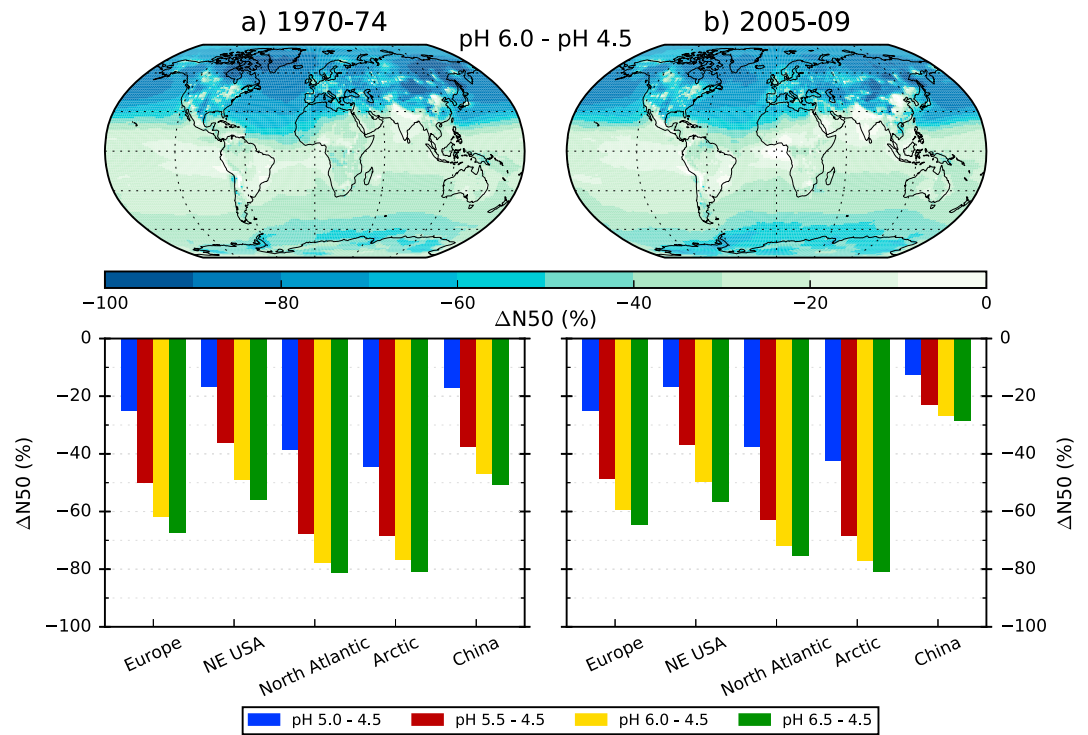 a) 1970-74
b) 2005-09
pH 6.0 - pH 4.5
−100 −80 −60 −40 −20 0
ΔN50 (%)
0
−20
−40
−60
−80
−100
ΔN50 (%)
Europe NE USA North Atlantic Arctic China
0
−20
−40
−60
−80
−100
ΔN50 (%)
Europe NE USA North Atlantic Arctic China
pH 5.0 - 4.5 pH 5.5 - 4.5 pH 6.0 - 4.5 pH 6.5 - 4.5